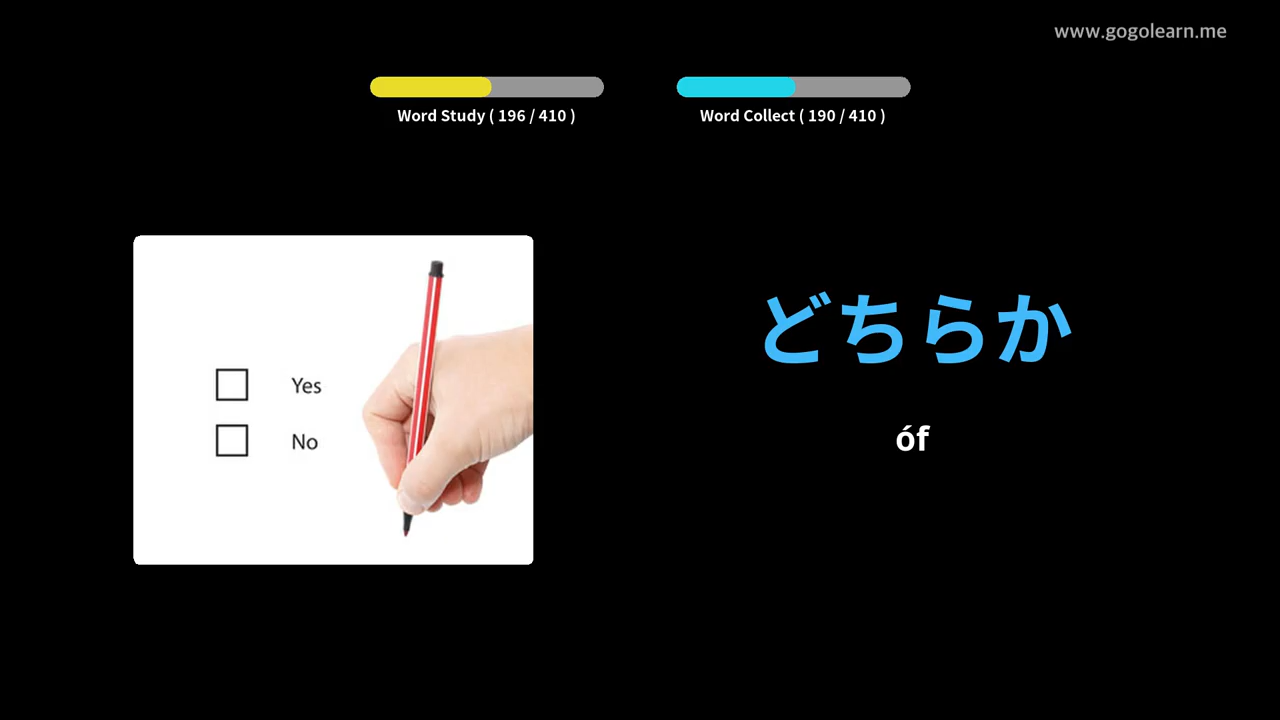 www.gogolearn.me
Word Study ( 196 / 410 )
Word Collect ( 190 / 410 )
Yes
No
どちらか
óf